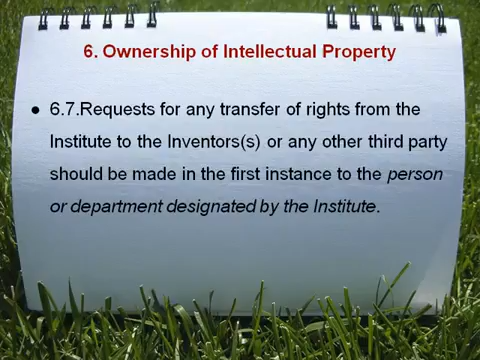 6. Ownership of Intellectual Property
● 6.7.Requests for any transfer of rights from the
Institute to the Inventors(s) or any other third party
should be made in the first instance to the person
or department designated by the Institute.